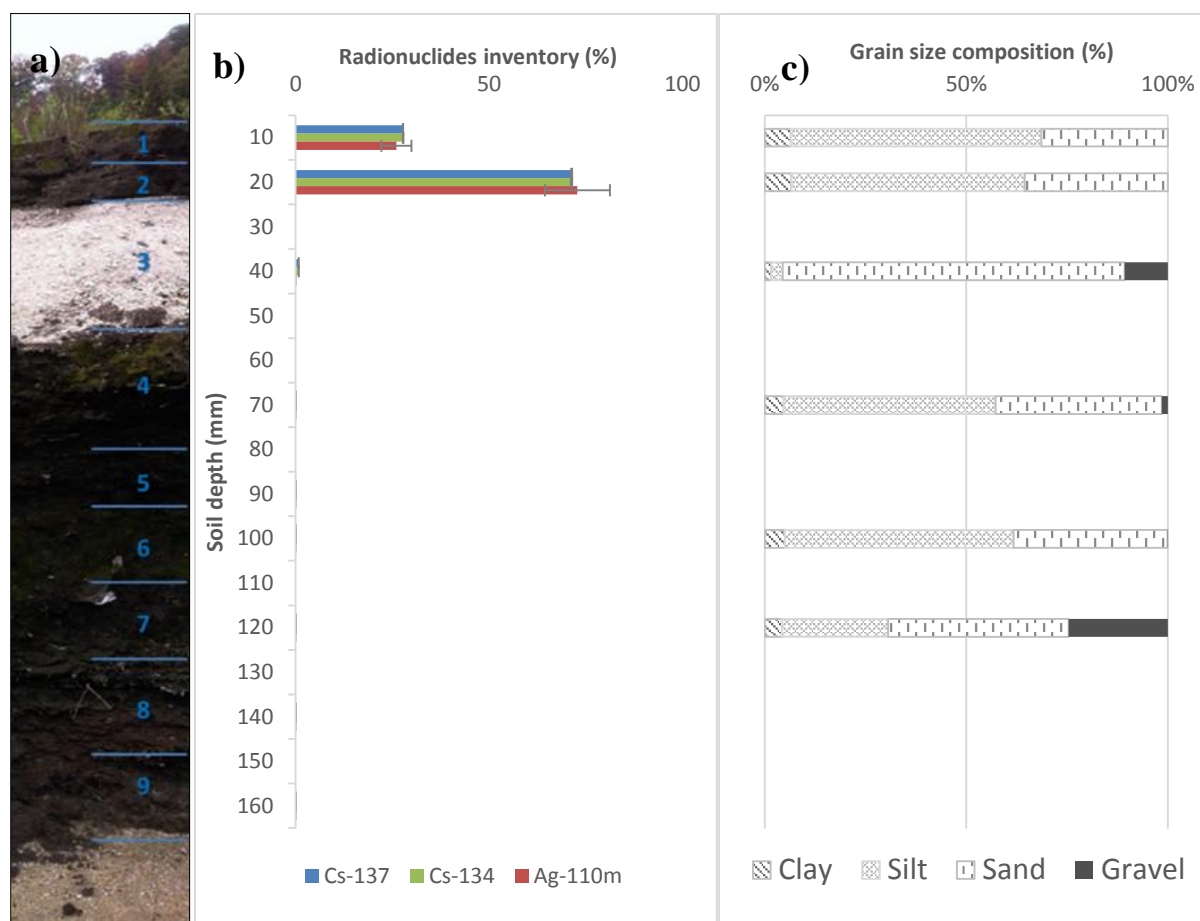 a)
1
2
3
4
5
6
7
8
9
b)
Radionuclides inventory (%)
0 50 100
Soil depth (mm)
10
20
30
40
50
60
70
80
90
100
110
120
130
140
150
160
Cs-137 Cs-134 Ag-110m
c)
Grain size composition (%)
0% 50% 100%
Clay Silt Sand Gravel